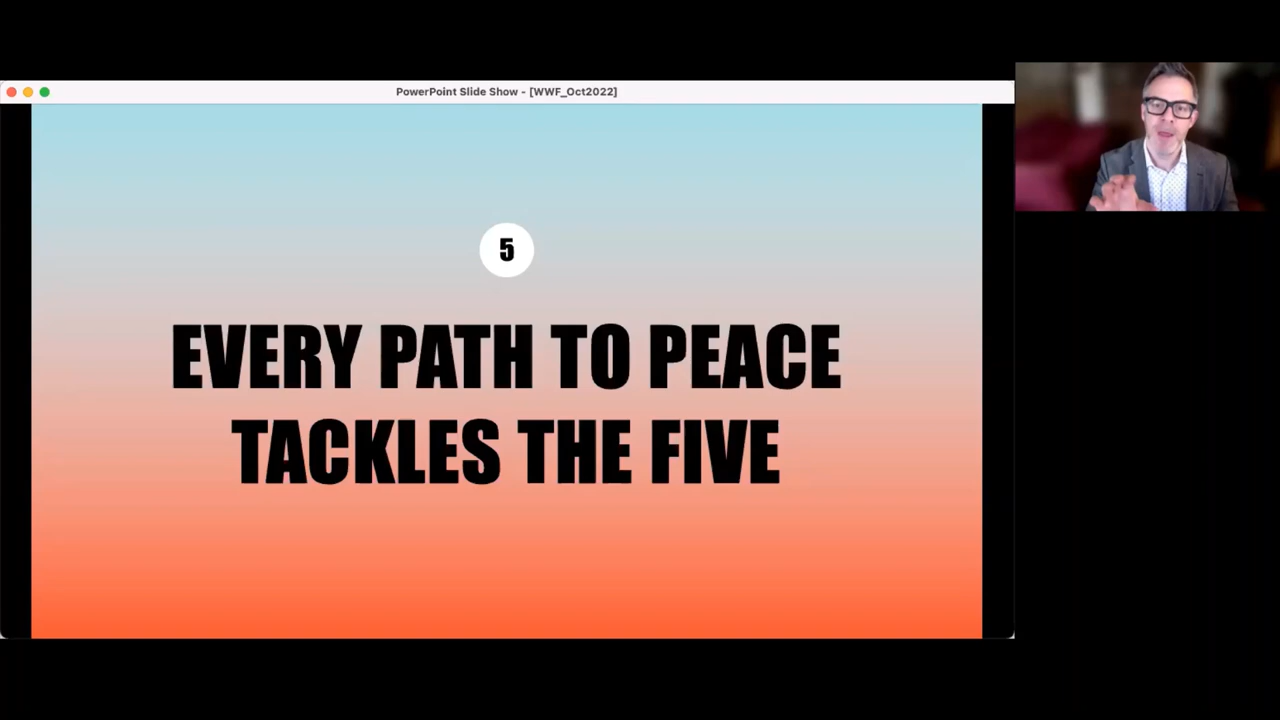 PowerPoint Slide Show - [WWF_Oct2022]
5
EVERY PATH TO PEACE
TACKLES THE FIVE